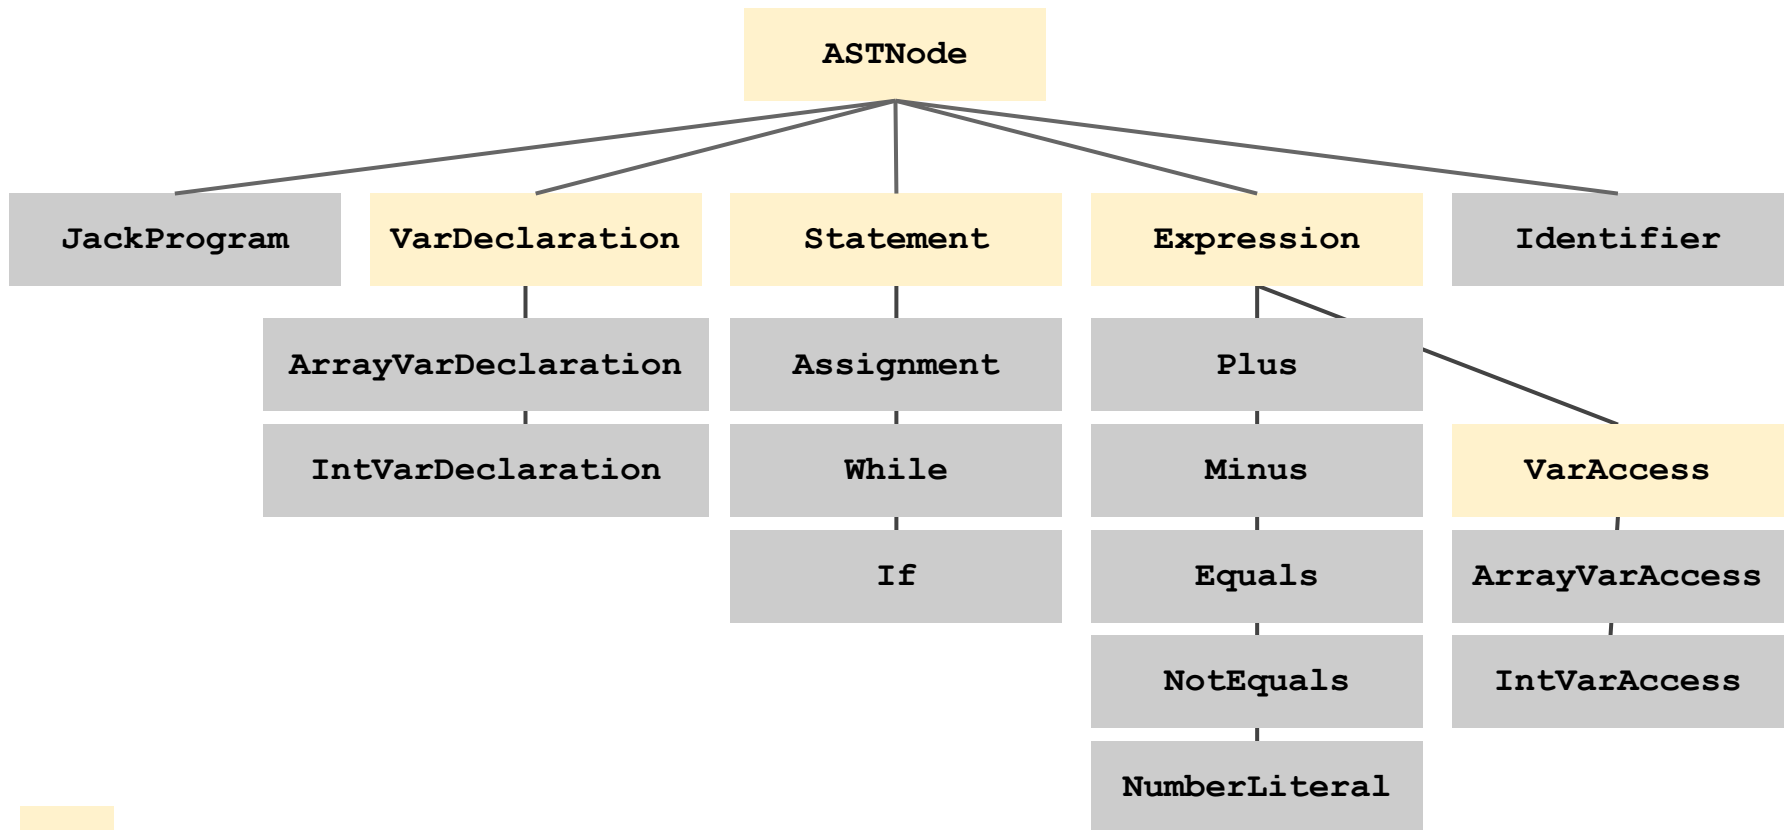 ASTNode
JackProgram
VarDeclaration
Statement
Expression
Identifier
ArrayVarDeclaration
Assignment
Plus
IntVarDeclaration
While
Minus
VarAccess
If
Equals
ArrayVarAccess
NotEquals
IntVarAccess
NumberLiteral